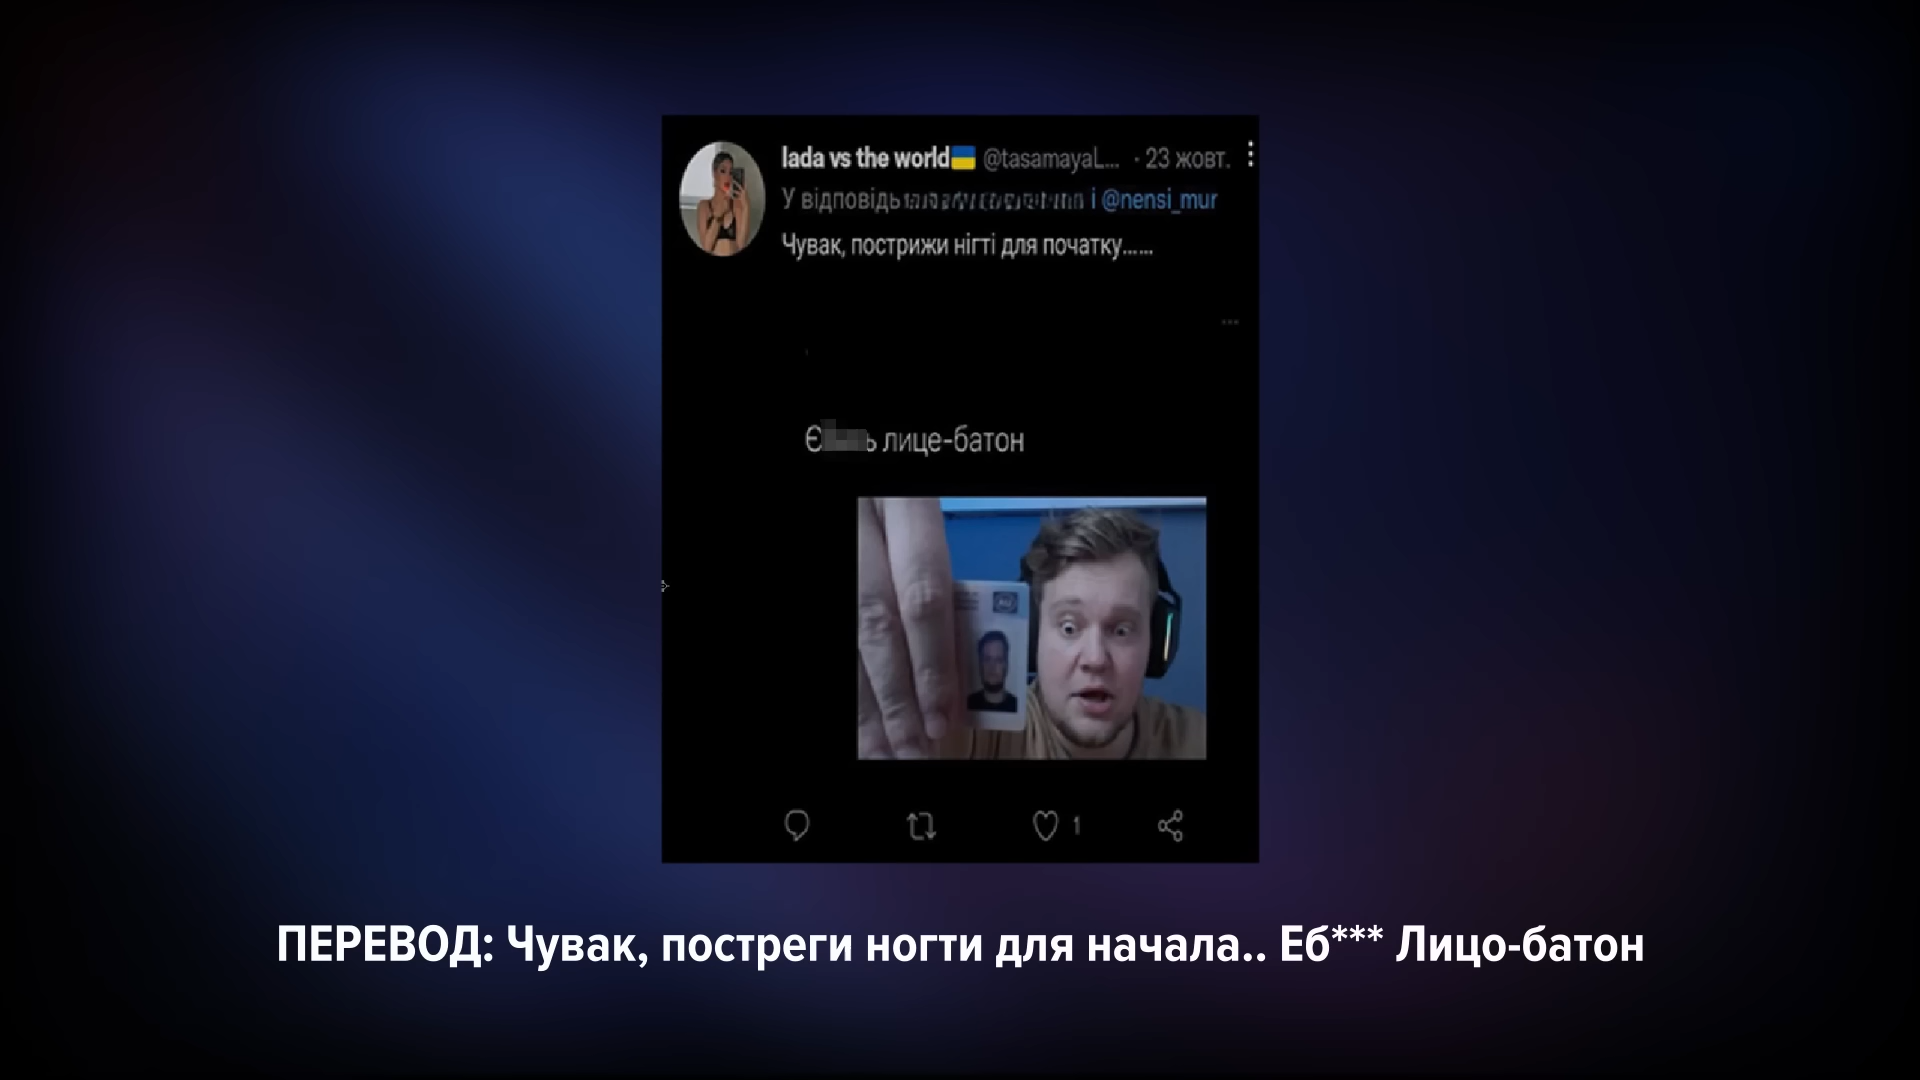 lada vs the world🇺🇦 @tasamayaL... · 23 жовт.
У відповідь і @nensi_mur
Чувак, пострижи нігті для початку......
лице-батон
1
ПЕРЕВОД: Чувак, постреги ногти для начала.. Еб*** Лицо-батон